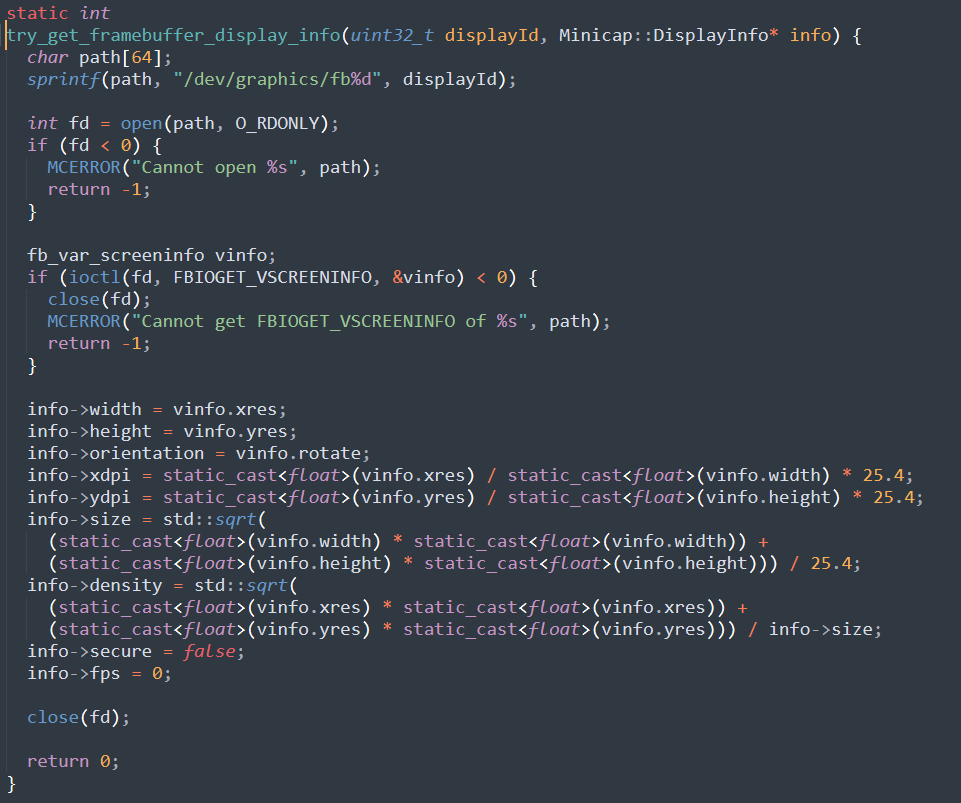 static int
try_get_framebuffer_display_info(uint32_t displayId, Minicap::DisplayInfo* info) {
  char path[64];
  sprintf(path, "/dev/graphics/fb%d", displayId);

  int fd = open(path, O_RDONLY);
  if (fd < 0) {
    MCERROR("Cannot open %s", path);
    return -1;
  }

  fb_var_screeninfo vinfo;
  if (ioctl(fd, FBIOGET_VSCREENINFO, &vinfo) < 0) {
    close(fd);
    MCERROR("Cannot get FBIOGET_VSCREENINFO of %s", path);
    return -1;
  }

  info->width = vinfo.xres;
  info->height = vinfo.yres;
  info->orientation = vinfo.rotate;
  info->xdpi = static_cast<float>(vinfo.xres) / static_cast<float>(vinfo.width) * 25.4;
  info->ydpi = static_cast<float>(vinfo.yres) / static_cast<float>(vinfo.height) * 25.4;
  info->size = std::sqrt(
    (static_cast<float>(vinfo.width) * static_cast<float>(vinfo.width)) +
    (static_cast<float>(vinfo.height) * static_cast<float>(vinfo.height))) / 25.4;
  info->density = std::sqrt(
    (static_cast<float>(vinfo.xres) * static_cast<float>(vinfo.xres)) +
    (static_cast<float>(vinfo.yres) * static_cast<float>(vinfo.yres))) / info->size;
  info->secure = false;
  info->fps = 0;

  close(fd);

  return 0;
}